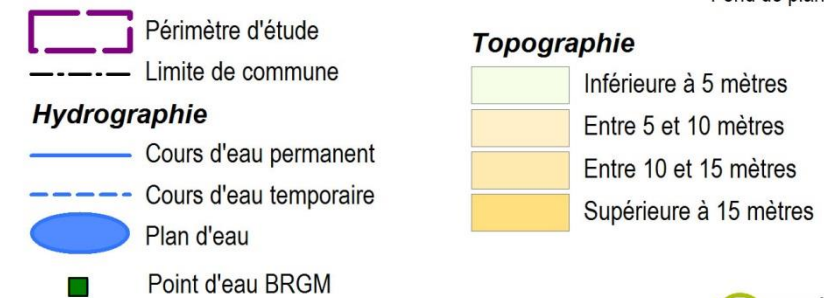 Périmètre d'étude
Limite de commune
Hydrographie
Cours d'eau permanent
Cours d'eau temporaire
Plan d'eau
Point d'eau BRGM
Topographie
Inférieure à 5 mètres
Entre 5 et 10 mètres
Entre 10 et 15 mètres
Supérieure à 15 mètres